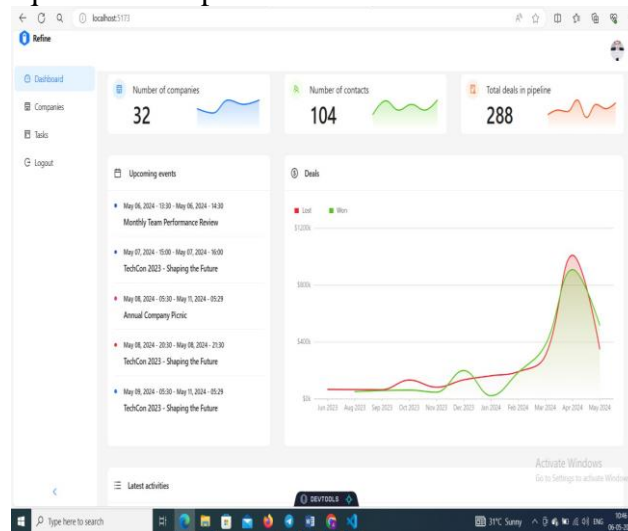 localhost:5173
Refine
Dashboard
Companies
Tasks
Logout
Number of companies
32
Number of contacts
104
Total deals in pipeline
288
Upcoming events
May 06, 2024 - 13:30 - May 06, 2024 - 14:30
Monthly Team Performance Review
May 07, 2024 - 15:00 - May 07, 2024 - 16:00
TechCon 2023 - Shaping the Future
May 08, 2024 - 05:30 - May 11, 2024 - 05:29
Annual Company Picnic
May 08, 2024 - 20:30 - May 08, 2024 - 21:30
TechCon 2023 - Shaping the Future
May 09, 2024 - 05:30 - May 11, 2024 - 05:29
TechCon 2023 - Shaping the Future
Deals
Lost Won
$1200k
$800k
$400k
$0k
Jun 2023 Aug 2023 Sep 2023 Oct 2023 Nov 2023 Dec 2023 Jan 2024 Feb 2024 Mar 2024 Apr 2024 May 2024
Latest activities
Activate Windows
Go to Settings to activate Window
DEVTOOLS
Type here to search
31°C Sunny
ENG
10:46
06-05-20